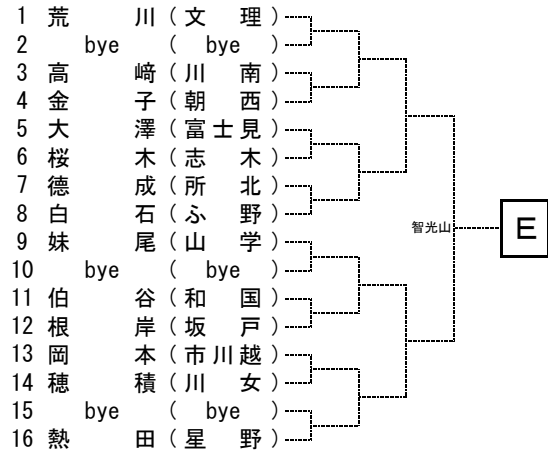 1 荒川(文理)
2 bye (bye)
3 高﨑(川南)
4 金子(朝西)
5 大澤(富士見)
6 桜木(志木)
7 德成(所北)
8 白石(ふ野)
智光山 E
9 妹尾(山学)
10 bye (bye)
11 伯谷(和国)
12 根岸(坂戸)
13 岡本(市川越)
14 穂積(川女)
15 bye (bye)
16 熱田(星野)